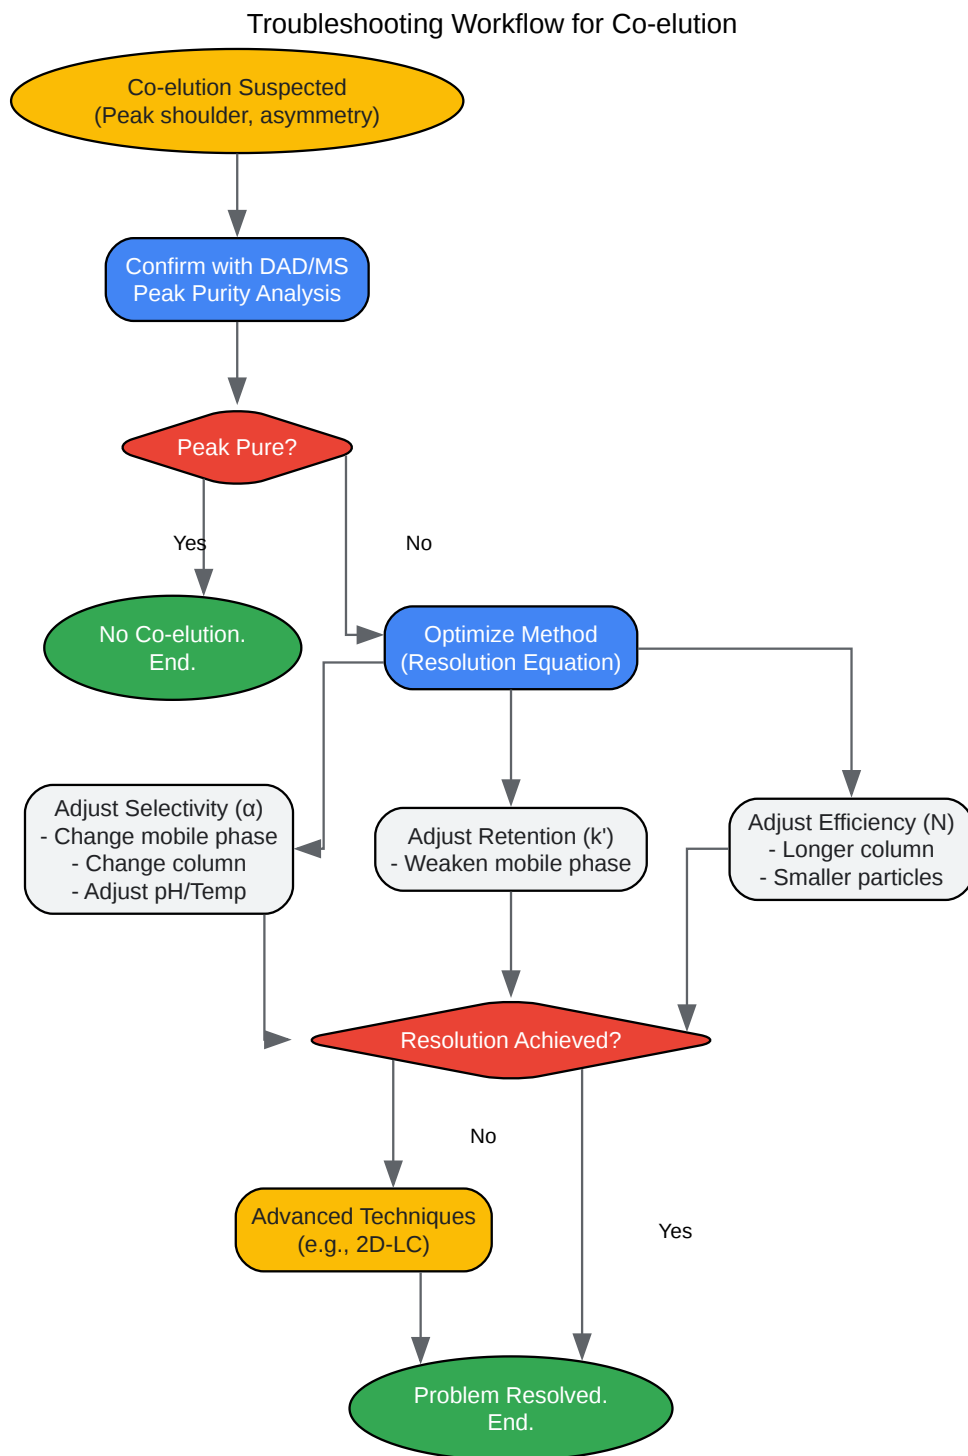 Troubleshooting Workflow for Co-elution
Co-elution Suspected
(Peak shoulder, asymmetry)
Confirm with DAD/MS
Peak Purity Analysis
Peak Pure?
Yes
No
No Co-elution.
End.
Optimize Method
(Resolution Equation)
Adjust Selectivity (α)
- Change mobile phase
- Change column
- Adjust pH/Temp
Adjust Retention (k')
- Weaken mobile phase
Adjust Efficiency (N)
- Longer column
- Smaller particles
Resolution Achieved?
No
Advanced Techniques
(e.g., 2D-LC)
Yes
Problem Resolved.
End.